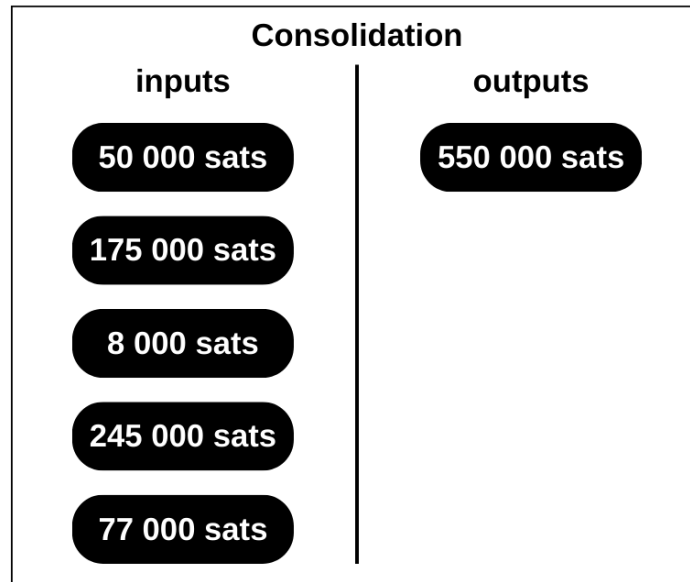 Consolidation
inputs
outputs
50 000 sats
550 000 sats
175 000 sats
8 000 sats
245 000 sats
77 000 sats